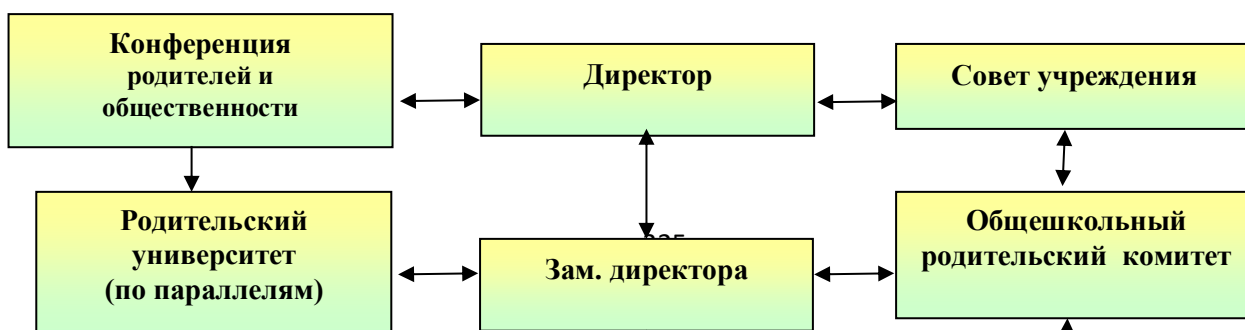 Конференция
родителей и
общественности
Директор
Совет учреждения
Родительский
университет
(по параллелям)
Зам. директора
Общешкольный
родительский комитет